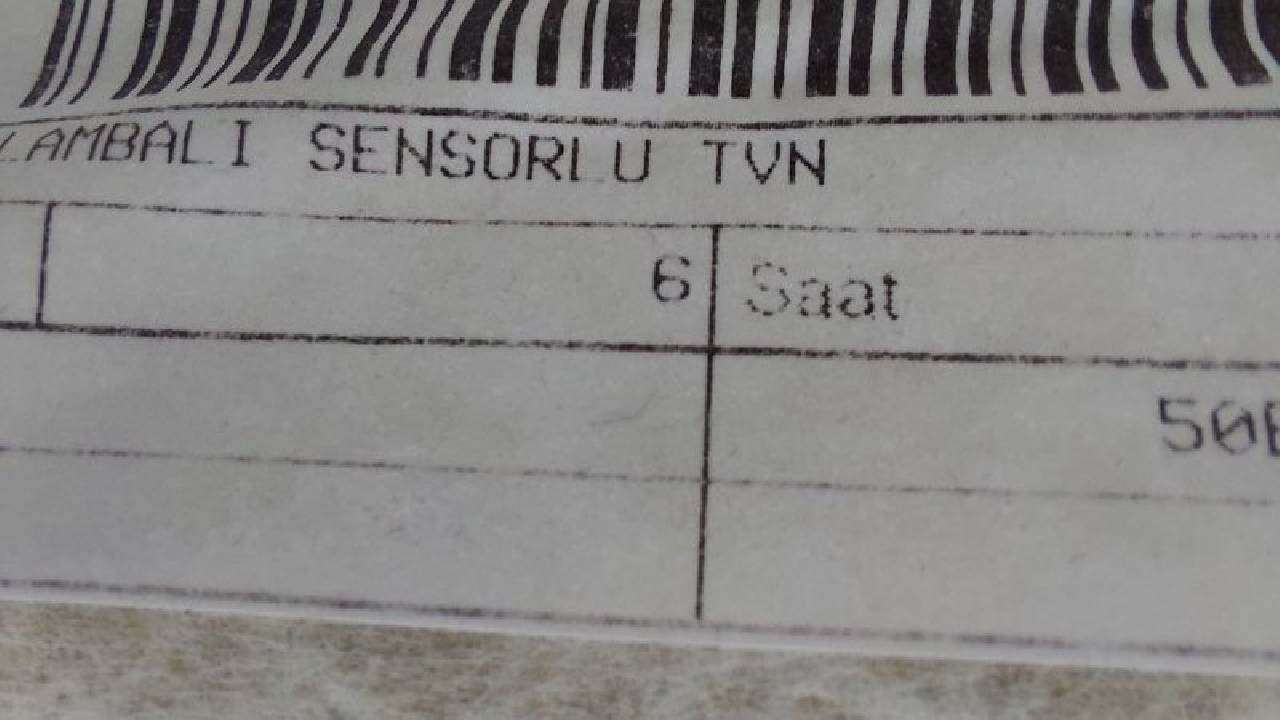 LAMBALI SENSORLU TVN
6 Saat